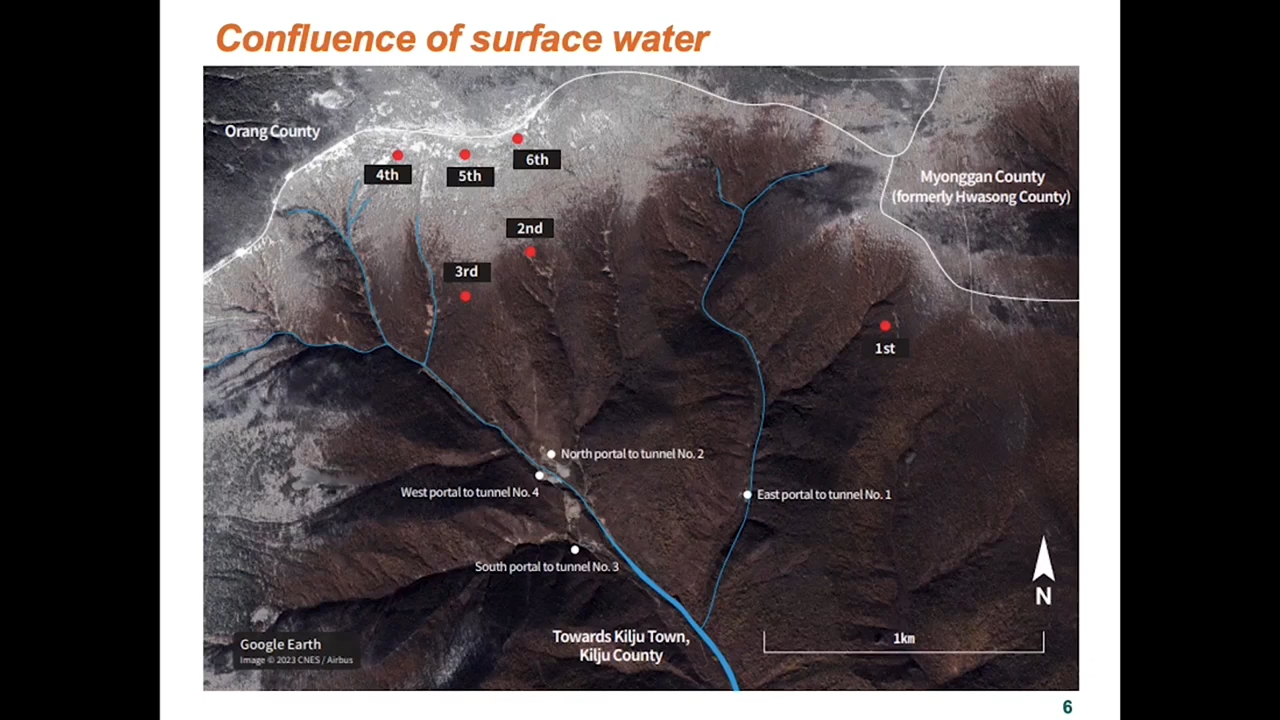 Confluence of surface water
Orang County
4th
5th
6th
Myonggan County
(formerly Hwasong County)
2nd
3rd
1st
North portal to tunnel No. 2
West portal to tunnel No. 4
East portal to tunnel No. 1
South portal to tunnel No. 3
N
Towards Kilju Town,
Kilju County
1km
Google Earth
Image © 2023 CNES / Airbus
6